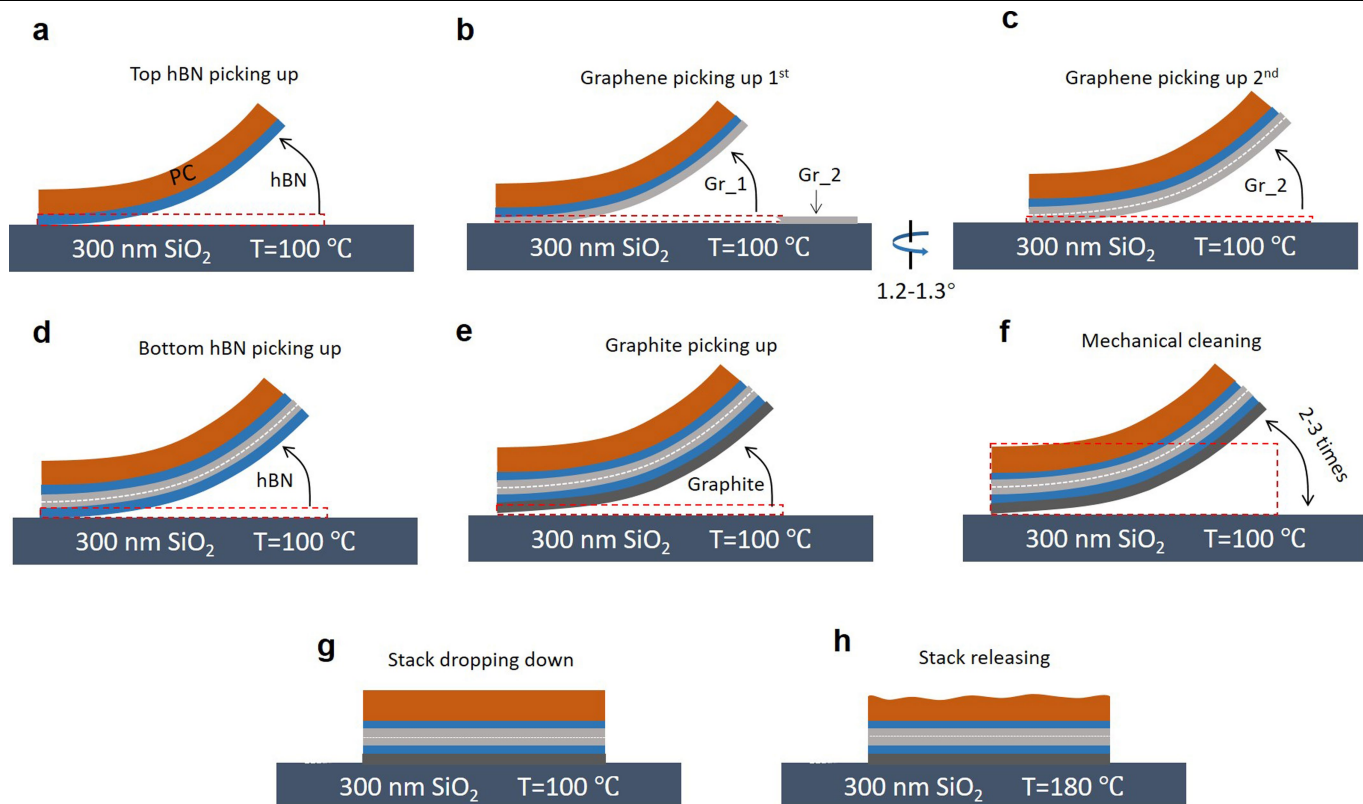 a
Top hBN picking up
PC
hBN
300 nm SiO₂ T=100 ℃
b
Graphene picking up 1ˢᵗ
Gr_1
Gr_2
300 nm SiO₂ T=100 ℃
1.2-1.3°
c
Graphene picking up 2ⁿᵈ
Gr_2
300 nm SiO₂ T=100 ℃
d
Bottom hBN picking up
hBN
300 nm SiO₂ T=100 ℃
e
Graphite picking up
Graphite
300 nm SiO₂ T=100 ℃
f
Mechanical cleaning
2-3 times
300 nm SiO₂ T=100 ℃
g
Stack dropping down
300 nm SiO₂ T=100 ℃
h
Stack releasing
300 nm SiO₂ T=180 ℃